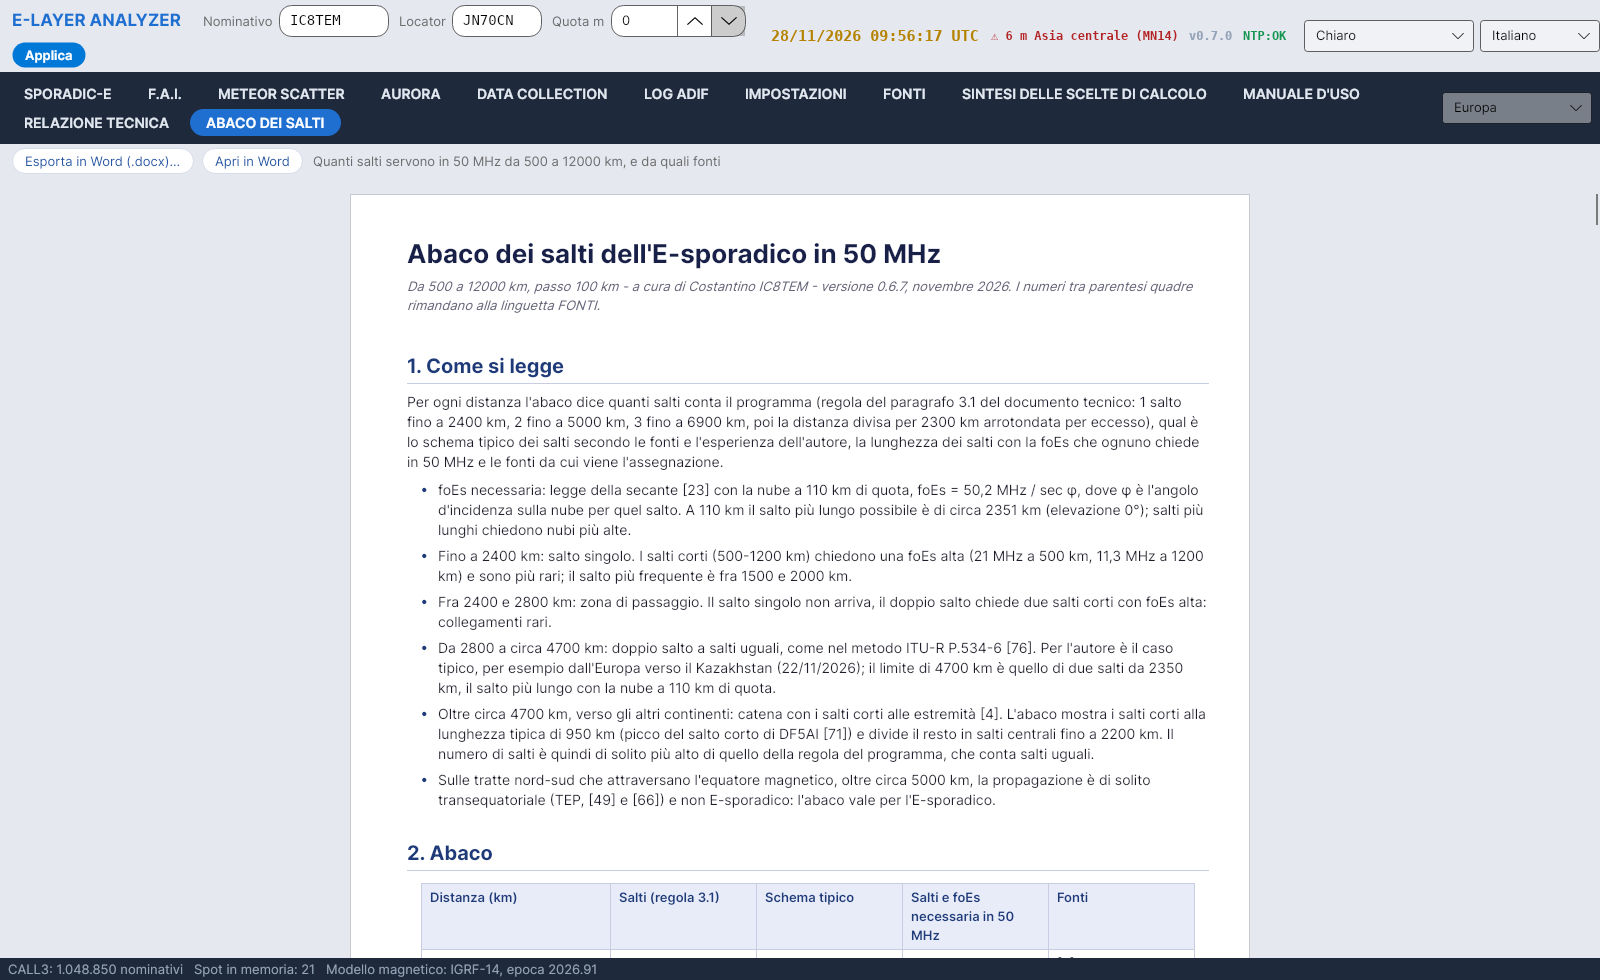 E-LAYER ANALYZER Nominativo IC8TEM Locator JN70CN Quota m 0
28/11/2026 09:56:17 UTC ⚠ 6 m Asia centrale (MN14) v0.7.0 NTP:OK Chiaro Italiano
Applica
SPORADIC-E F.A.I. METEOR SCATTER AURORA DATA COLLECTION LOG ADIF IMPOSTAZIONI FONTI SINTESI DELLE SCELTE DI CALCOLO MANUALE D'USO
Europa
RELAZIONE TECNICA ABACO DEI SALTI
Esporta in Word (.docx)... Apri in Word Quanti salti servono in 50 MHz da 500 a 12000 km, e da quali fonti
Abaco dei salti dell'E-sporadico in 50 MHz
Da 500 a 12000 km, passo 100 km - a cura di Costantino IC8TEM - versione 0.6.7, novembre 2026. I numeri tra parentesi quadre
rimandano alla linguetta FONTI.
1. Come si legge
Per ogni distanza l'abaco dice quanti salti conta il programma (regola del paragrafo 3.1 del documento tecnico: 1 salto
fino a 2400 km, 2 fino a 5000 km, 3 fino a 6900 km, poi la distanza divisa per 2300 km arrotondata per eccesso), qual è
lo schema tipico dei salti secondo le fonti e l'esperienza dell'autore, la lunghezza dei salti con la foEs che ognuno chiede
in 50 MHz e le fonti da cui viene l'assegnazione.
• foEs necessaria: legge della secante [23] con la nube a 110 km di quota, foEs = 50,2 MHz / sec φ, dove φ è l'angolo
d'incidenza sulla nube per quel salto. A 110 km il salto più lungo possibile è di circa 2351 km (elevazione 0°); salti più
lunghi chiedono nubi più alte.
• Fino a 2400 km: salto singolo. I salti corti (500-1200 km) chiedono una foEs alta (21 MHz a 500 km, 11,3 MHz a 1200
km) e sono più rari; il salto più frequente è fra 1500 e 2000 km.
• Fra 2400 e 2800 km: zona di passaggio. Il salto singolo non arriva, il doppio salto chiede due salti corti con foEs alta:
collegamenti rari.
• Da 2800 a circa 4700 km: doppio salto a salti uguali, come nel metodo ITU-R P.534-6 [76]. Per l'autore è il caso
tipico, per esempio dall'Europa verso il Kazakhstan (22/11/2026); il limite di 4700 km è quello di due salti da 2350
km, il salto più lungo con la nube a 110 km di quota.
• Oltre circa 4700 km, verso gli altri continenti: catena con i salti corti alle estremità [4]. L'abaco mostra i salti corti alla
lunghezza tipica di 950 km (picco del salto corto di DF5AI [71]) e divide il resto in salti centrali fino a 2200 km. Il
numero di salti è quindi di solito più alto di quello della regola del programma, che conta salti uguali.
• Sulle tratte nord-sud che attraversano l'equatore magnetico, oltre circa 5000 km, la propagazione è di solito
transequatoriale (TEP, [49] e [66]) e non E-sporadico: l'abaco vale per l'E-sporadico.
2. Abaco
Distanza (km) Salti (regola 3.1) Schema tipico Salti e foEs Fonti
necessaria in 50
MHz
CALL3: 1.048.850 nominativi Spot in memoria: 21 Modello magnetico: IGRF-14, epoca 2026.91